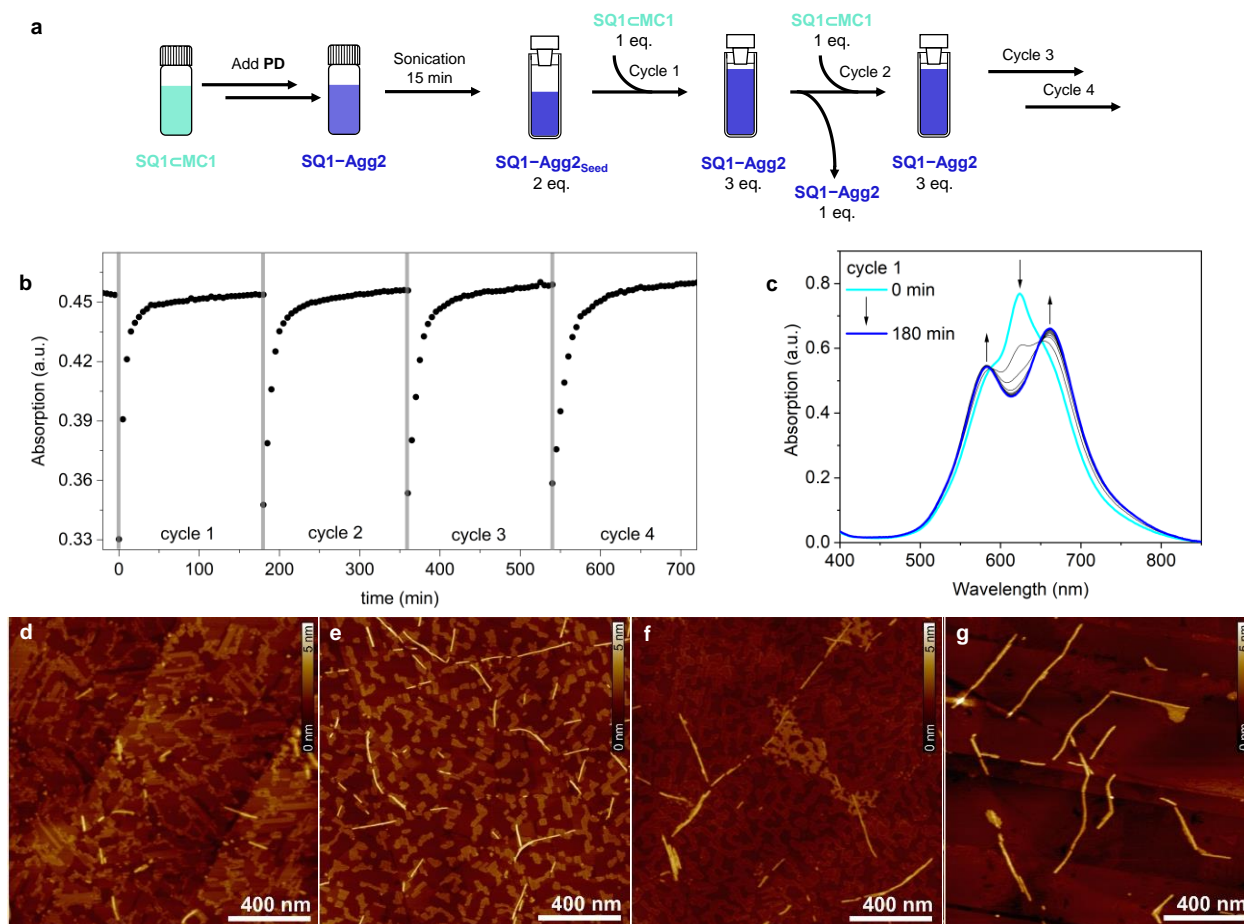 a
SQ1⊂MC1
1 eq.
SQ1⊂MC1
1 eq.
Add PD
Sonication
15 min
Cycle 1
Cycle 2
Cycle 3
Cycle 4
SQ1⊂MC1
SQ1−Agg2
SQ1−Agg2Seed
2 eq.
SQ1−Agg2
3 eq.
SQ1−Agg2
1 eq.
SQ1−Agg2
3 eq.
b
Absorption (a.u.)
0.45
0.42
0.39
0.36
0.33
cycle 1
cycle 2
cycle 3
cycle 4
0 100 200 300 400 500 600 700
time (min)
c
cycle 1
0 min
180 min
Absorption (a.u.)
0.8
0.6
0.4
0.2
0.0
400 500 600 700 800
Wavelength (nm)
d
5 nm
0 nm
400 nm
e
5 nm
0 nm
400 nm
f
5 nm
0 nm
400 nm
g
5 nm
0 nm
400 nm